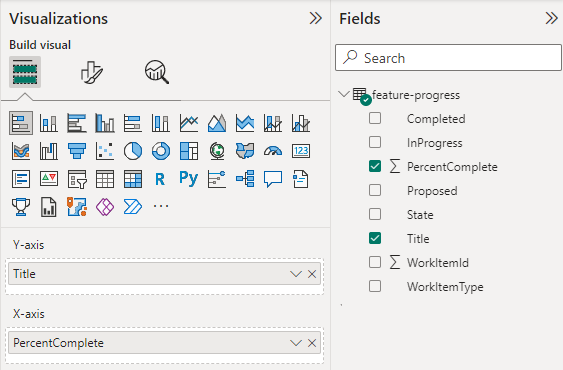 Visualizations
Build visual
123
R
Py
Y-axis
Title
X-axis
PercentComplete
Fields
Search
feature-progress
Completed
InProgress
PercentComplete
Proposed
State
Title
WorkItemId
WorkItemType